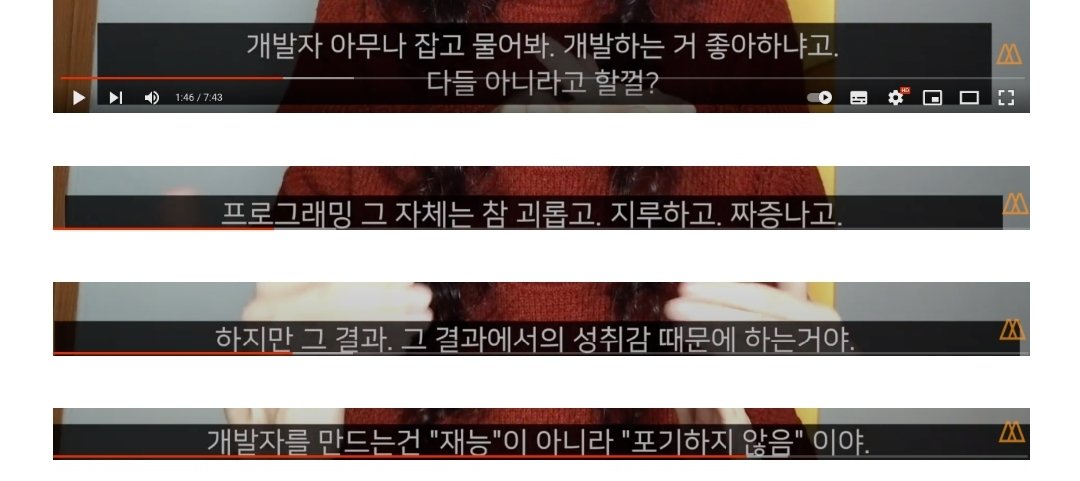 개발자 아무나 잡고 물어봐. 개발하는 거 좋아하냐고.
다들 아니라고 할껄?
1:46 / 7:43
HD
프로그래밍 그 자체는 참 괴롭고. 지루하고. 짜증나고.
하지만 그 결과. 그 결과에서의 성취감 때문에 하는거야.
개발자를 만드는건 "재능"이 아니라 "포기하지 않음" 이야.